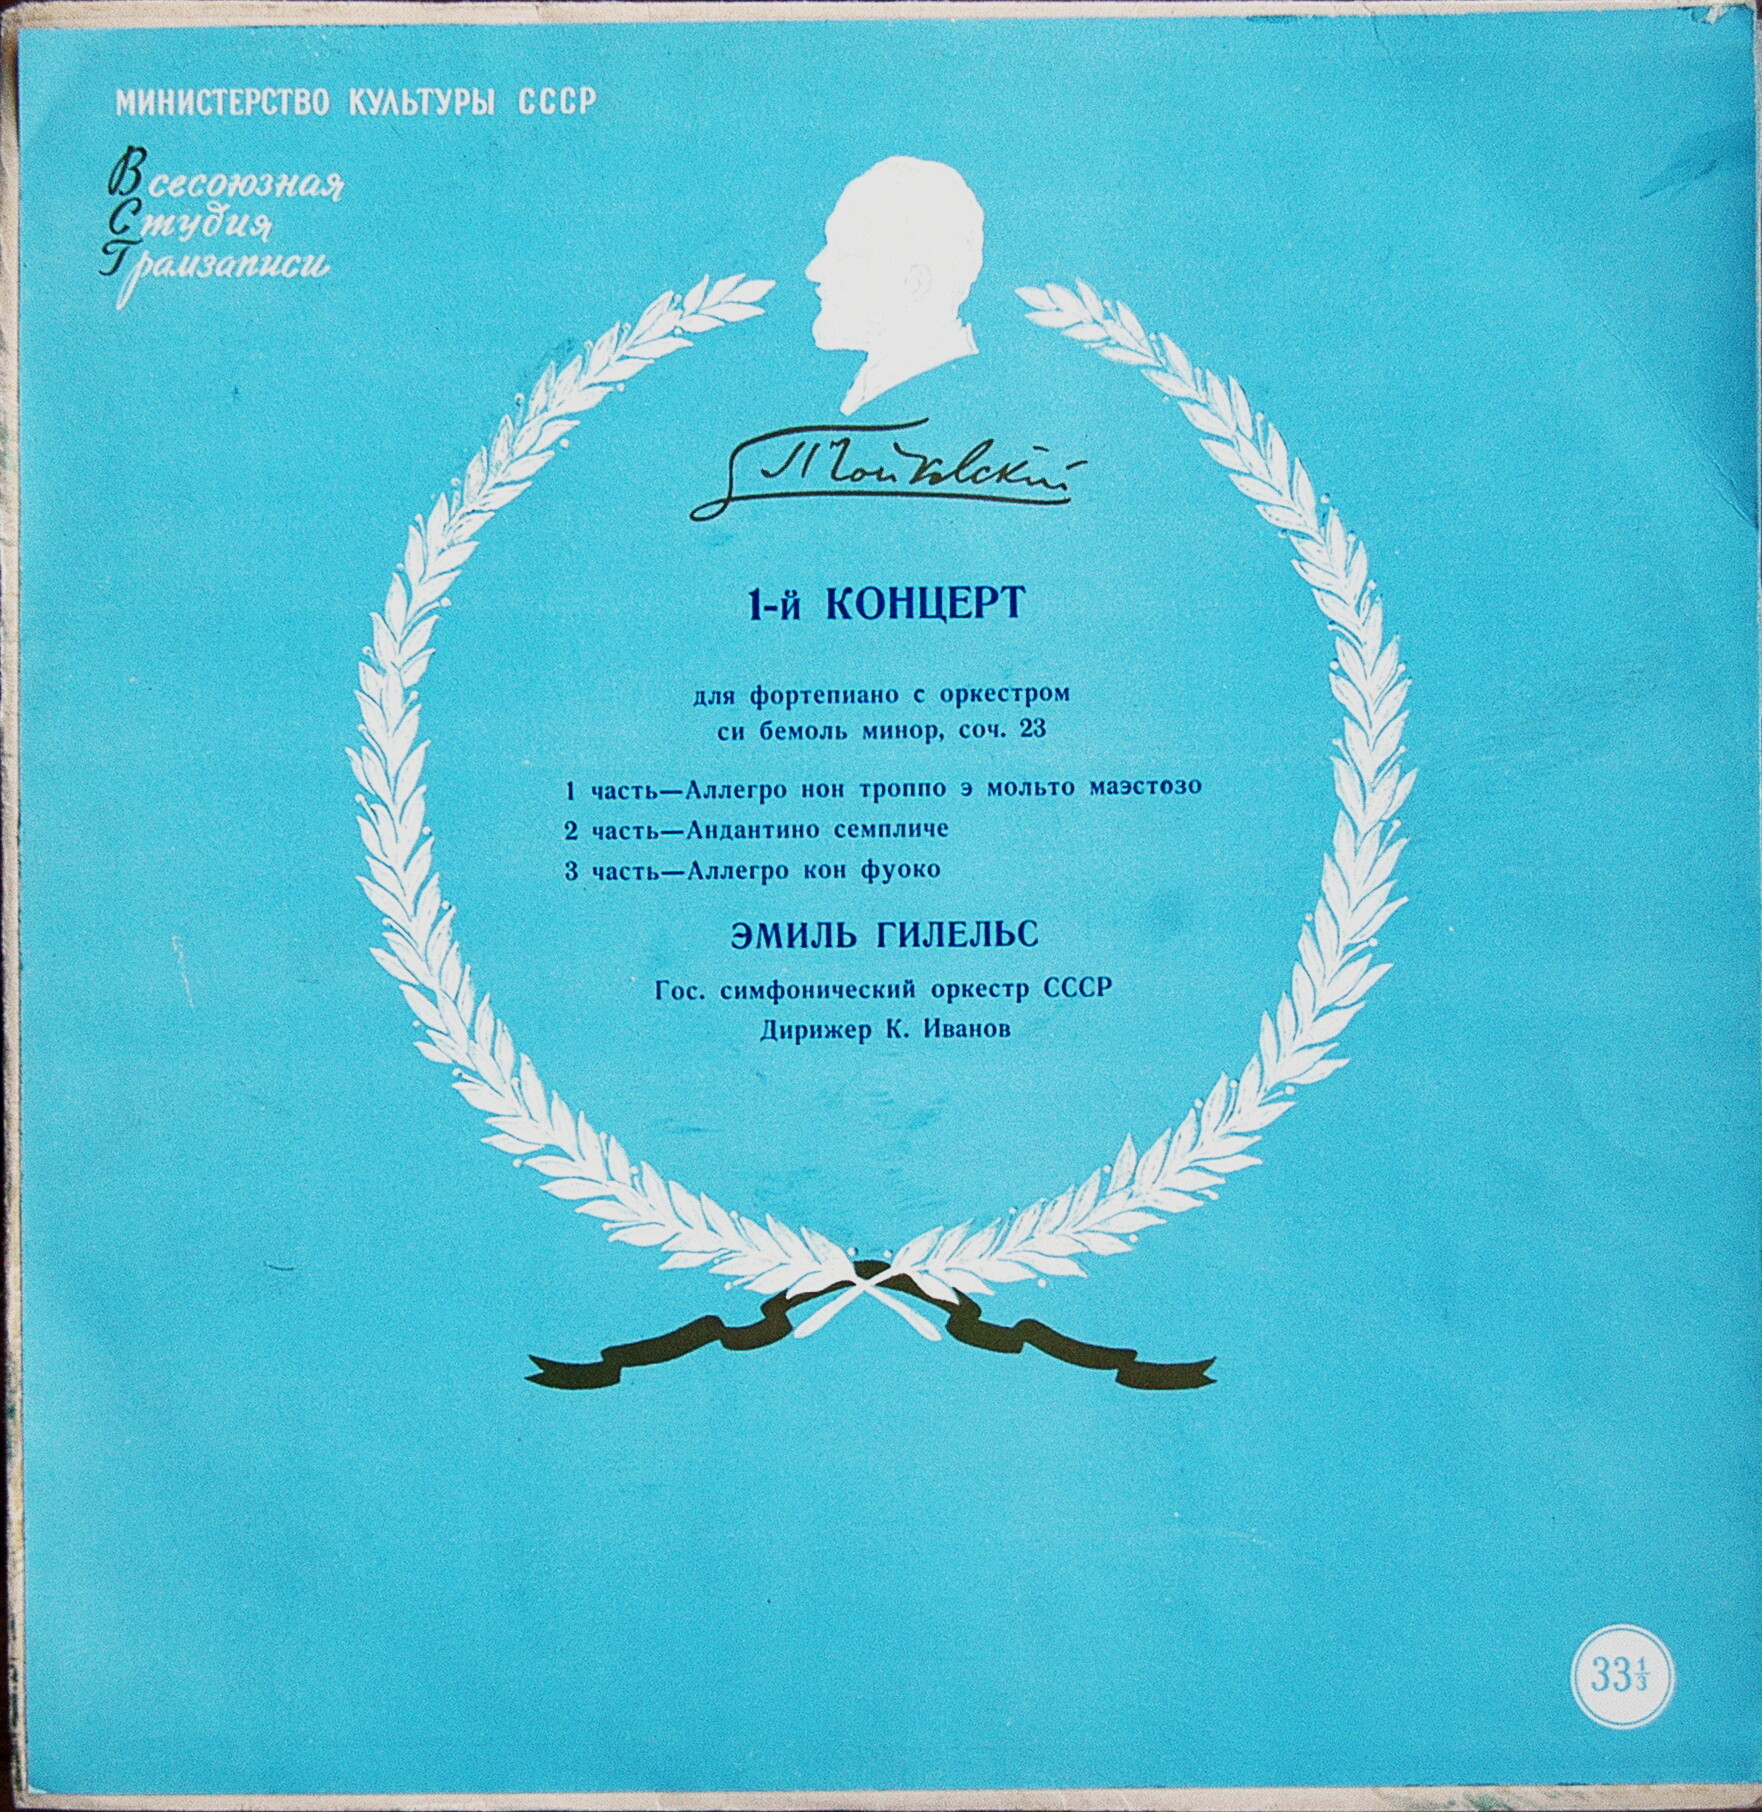 МИНИСТЕРСТВО КУЛЬТУРЫ СССР
Всесоюзная
Студия
Грамзаписи
П Чайковский
1-й КОНЦЕРТ
для фортепиано с оркестром
си бемоль минор, соч. 23
1 часть—Аллегро нон троппо э мольто маэстозо
2 часть—Андантино семпличе
3 часть—Аллегро кон фуоко
ЭМИЛЬ ГИЛЕЛЬС
Гос. симфонический оркестр СССР
Дирижер К. Иванов
33⅓